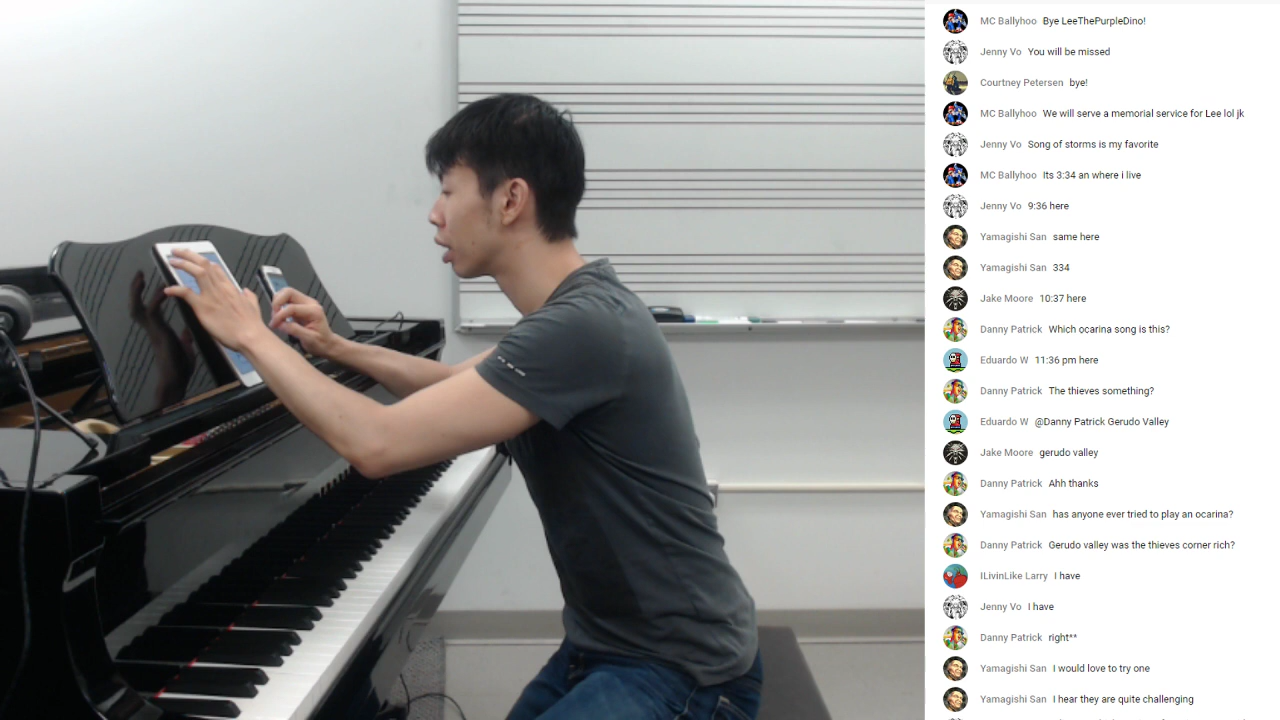 MC Ballyhoo Bye LeeThePurpleDino!
Jenny Vo You will be missed
Courtney Petersen bye!
MC Ballyhoo We will serve a memorial service for Lee lol jk
Jenny Vo Song of storms is my favorite
MC Ballyhoo Its 3:34 an where i live
Jenny Vo 9:36 here
Yamagishi San same here
Yamagishi San 334
Jake Moore 10:37 here
Danny Patrick Which ocarina song is this?
Eduardo W 11:36 pm here
Danny Patrick The thieves something?
Eduardo W @Danny Patrick Gerudo Valley
Jake Moore gerudo valley
Danny Patrick Ahh thanks
Yamagishi San has anyone ever tried to play an ocarina?
Danny Patrick Gerudo valley was the thieves corner rich?
ILivinLike Larry I have
Jenny Vo I have
Danny Patrick right**
Yamagishi San I would love to try one
Yamagishi San I hear they are quite challenging